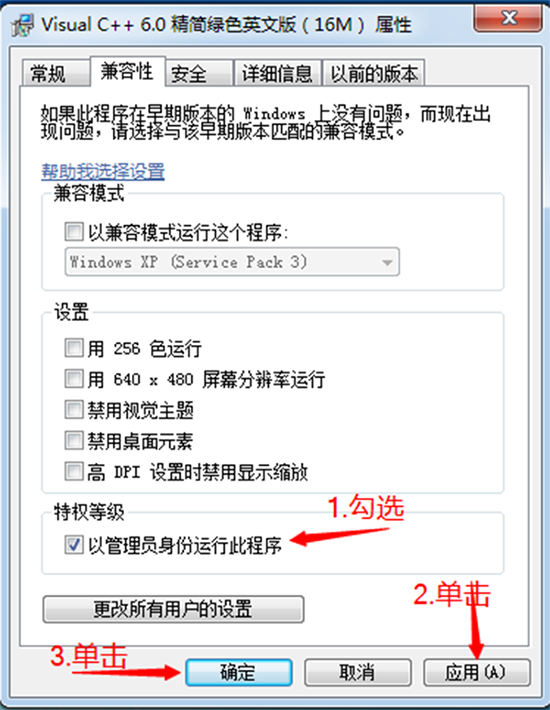 Visual C++ 6.0 精简绿色英文版（16M） 属性
常规 兼容性 安全 详细信息 以前的版本
如果此程序在早期版本的 Windows 上没有问题，而现在出
现问题，请选择与该早期版本匹配的兼容模式。
帮助我选择设置
兼容模式
以兼容模式运行这个程序:
Windows XP (Service Pack 3)
设置
用 256 色运行
用 640 x 480 屏幕分辨率运行
禁用视觉主题
禁用桌面元素
高 DPI 设置时禁用显示缩放
特权等级
1.勾选
以管理员身份运行此程序
2.单击
更改所有用户的设置
3.单击
确定 取消 应用(A)